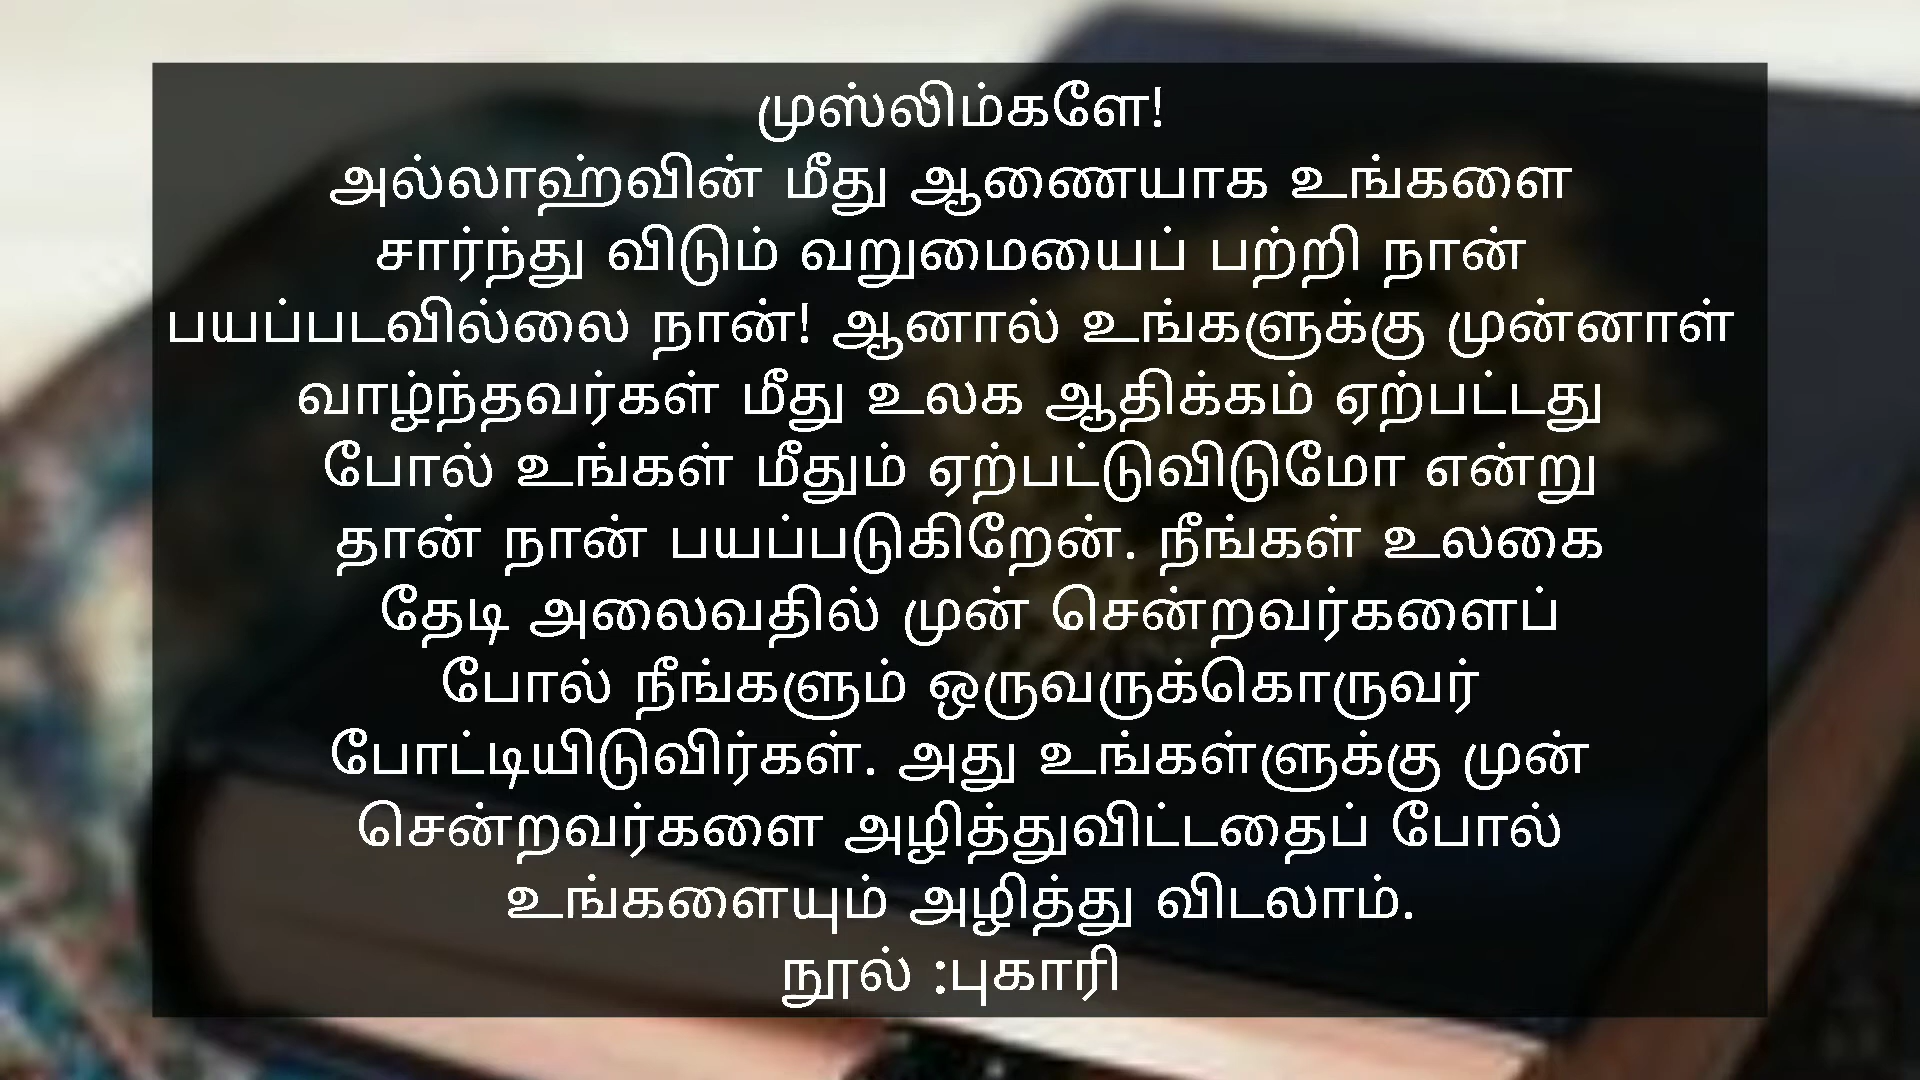 முஸ்லிம்களே!
அல்லாஹ்வின் மீது ஆணையாக உங்களை
சார்ந்து விடும் வறுமையைப் பற்றி நான்
பயப்படவில்லை நான்! ஆனால் உங்களுக்கு முன்னாள்
வாழ்ந்தவர்கள் மீது உலக ஆதிக்கம் ஏற்பட்டது
போல் உங்கள் மீதும் ஏற்பட்டுவிடுமோ என்று
தான் நான் பயப்படுகிறேன். நீங்கள் உலகை
தேடி அலைவதில் முன் சென்றவர்களைப்
போல் நீங்களும் ஒருவருக்கொருவர்
போட்டியிடுவிர்கள். அது உங்கள்ளுக்கு முன்
சென்றவர்களை அழித்துவிட்டதைப் போல்
உங்களையும் அழித்து விடலாம்.
நூல் :புகாரி